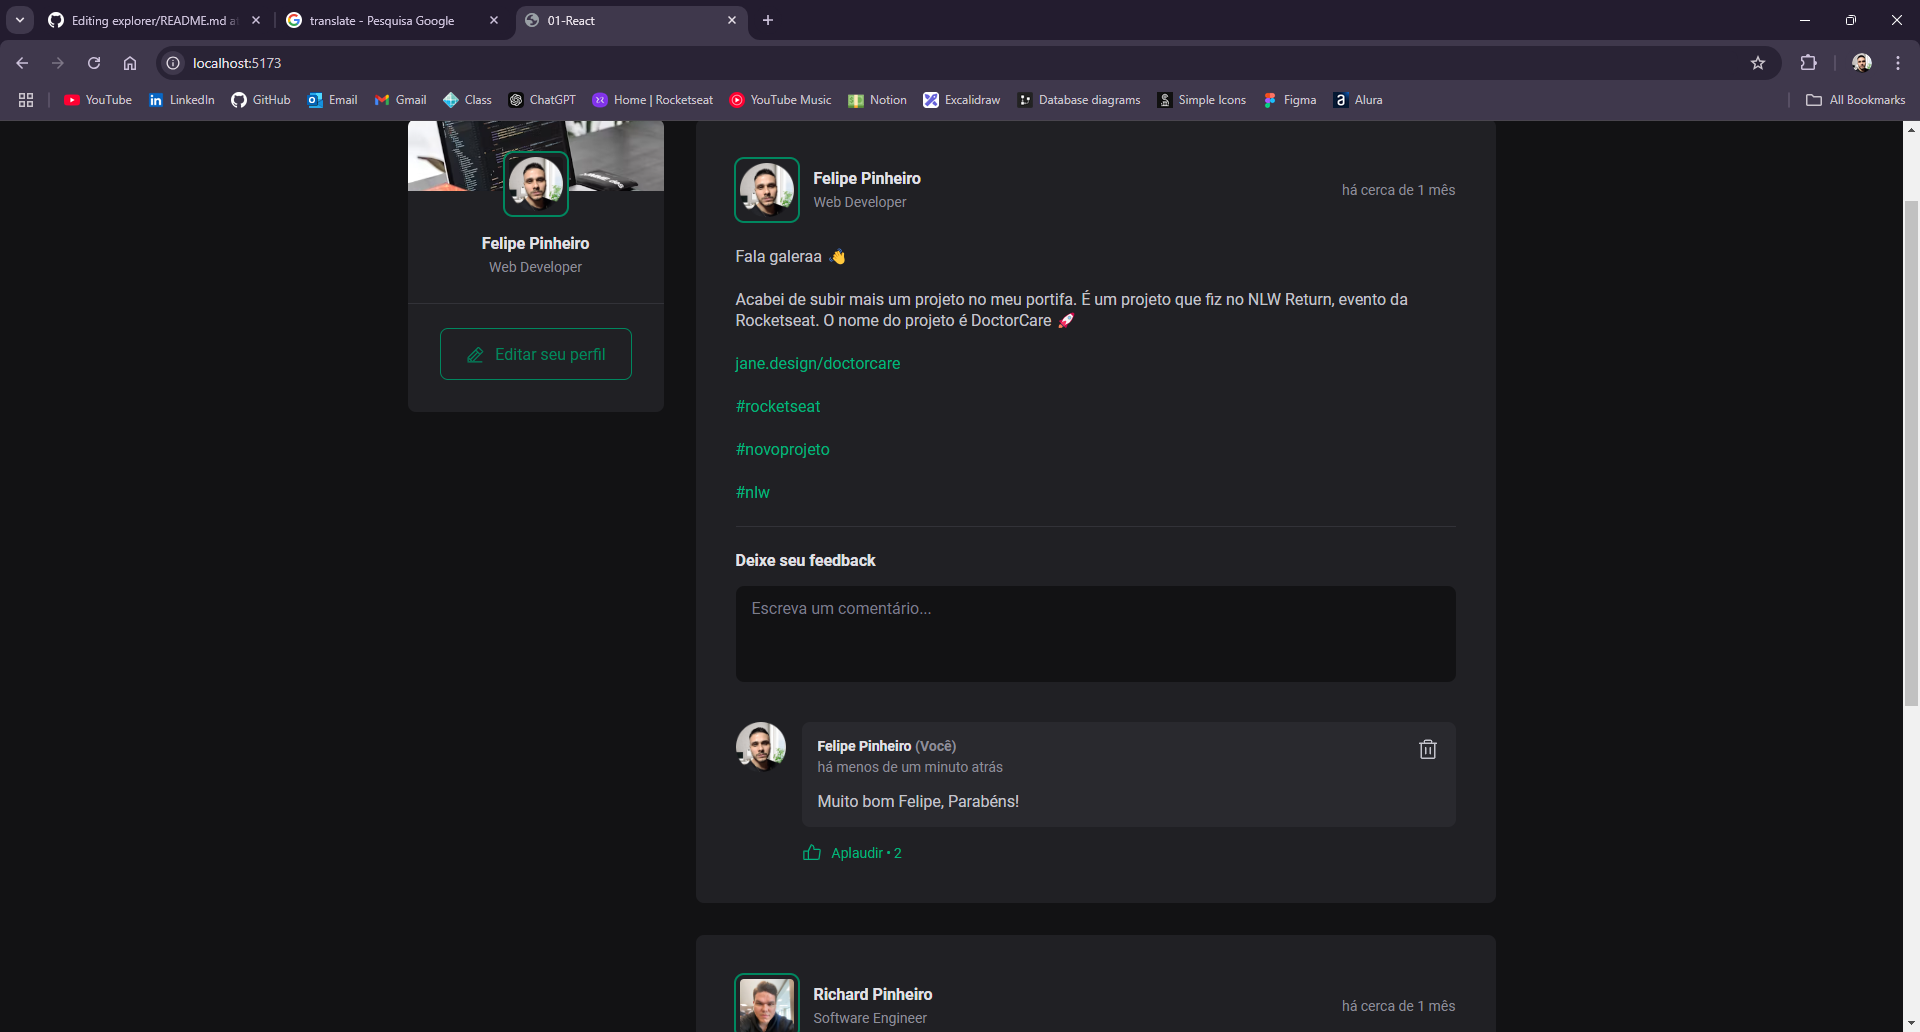 Editing explorer/README.md a
translate - Pesquisa Google
01-React
localhost:5173
YouTube
LinkedIn
GitHub
Email
Gmail
Class
ChatGPT
Home | Rocketseat
YouTube Music
Notion
Excalidraw
Database diagrams
Simple Icons
Figma
Alura
All Bookmarks
Felipe Pinheiro
Web Developer
Editar seu perfil
Felipe Pinheiro
Web Developer
há cerca de 1 mês
Fala galeraa 👋
Acabei de subir mais um projeto no meu portifa. É um projeto que fiz no NLW Return, evento da
Rocketseat. O nome do projeto é DoctorCare 🚀
jane.design/doctorcare
#rocketseat
#novoprojeto
#nlw
Deixe seu feedback
Escreva um comentário...
Felipe Pinheiro (Você)
há menos de um minuto atrás
Muito bom Felipe, Parabéns!
Aplaudir • 2
Richard Pinheiro
Software Engineer
há cerca de 1 mês